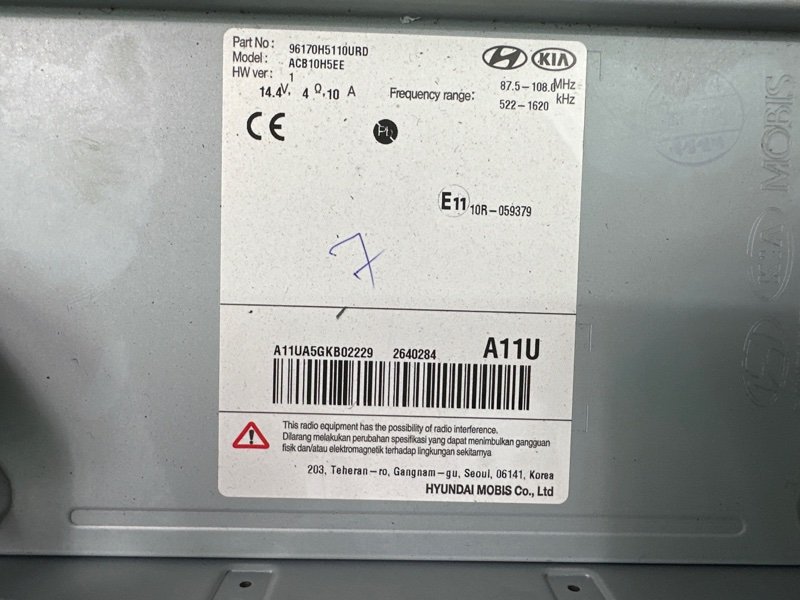 Part No : 96170H5110URD
Model : ACB10H5EE
HW ver : 1
KIA
14.4V, 4 Ω, 10 A
Frequency range: 87.5-108.0 MHz
522-1620 kHz
CE
Pb
E11 10R-059379
7
A11UA5GKB02229 2640284 A11U
This radio equipment has the possibility of radio interference.
Dilarang melakukan perubahan spesifikasi yang dapat menimbulkan gangguan
fisik dan/atau elektromagnetik terhadap lingkungan sekitarnya
203, Teheran-ro, Gangnam-gu, Seoul, 06141, Korea
HYUNDAI MOBIS Co., Ltd
KIA MOBIS